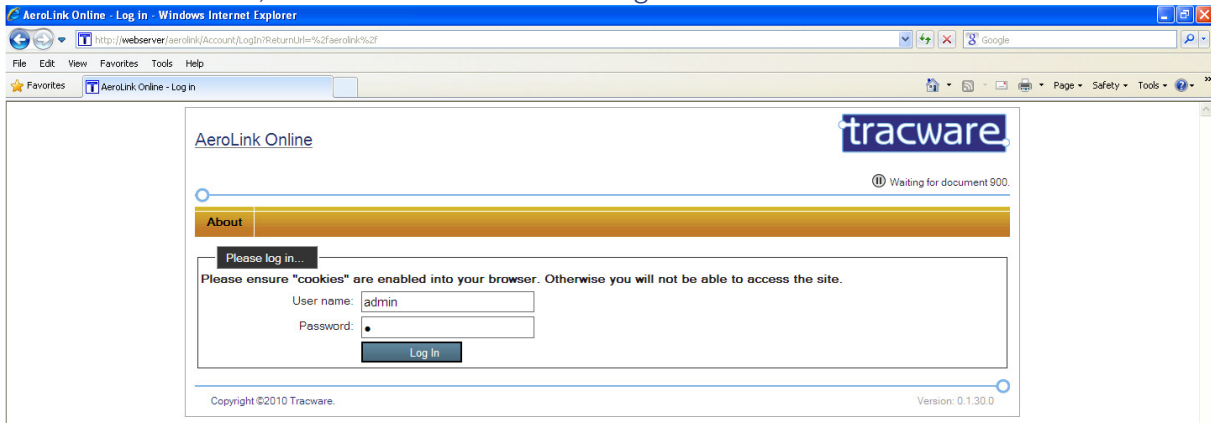 AeroLink Online - Log in - Windows Internet Explorer
http://webserver/aerolink/Account/LogIn?ReturnUrl=%2faerolink%2f
Google
File Edit View Favorites Tools Help
Favorites AeroLink Online - Log in Page Safety Tools
AeroLink Online
tracware
Waiting for document 900.
About
Please log in...
Please ensure "cookies" are enabled into your browser. Otherwise you will not be able to access the site.
User name: admin
Password: •
Log In
Copyright ©2010 Tracware. Version: 0.1.30.0